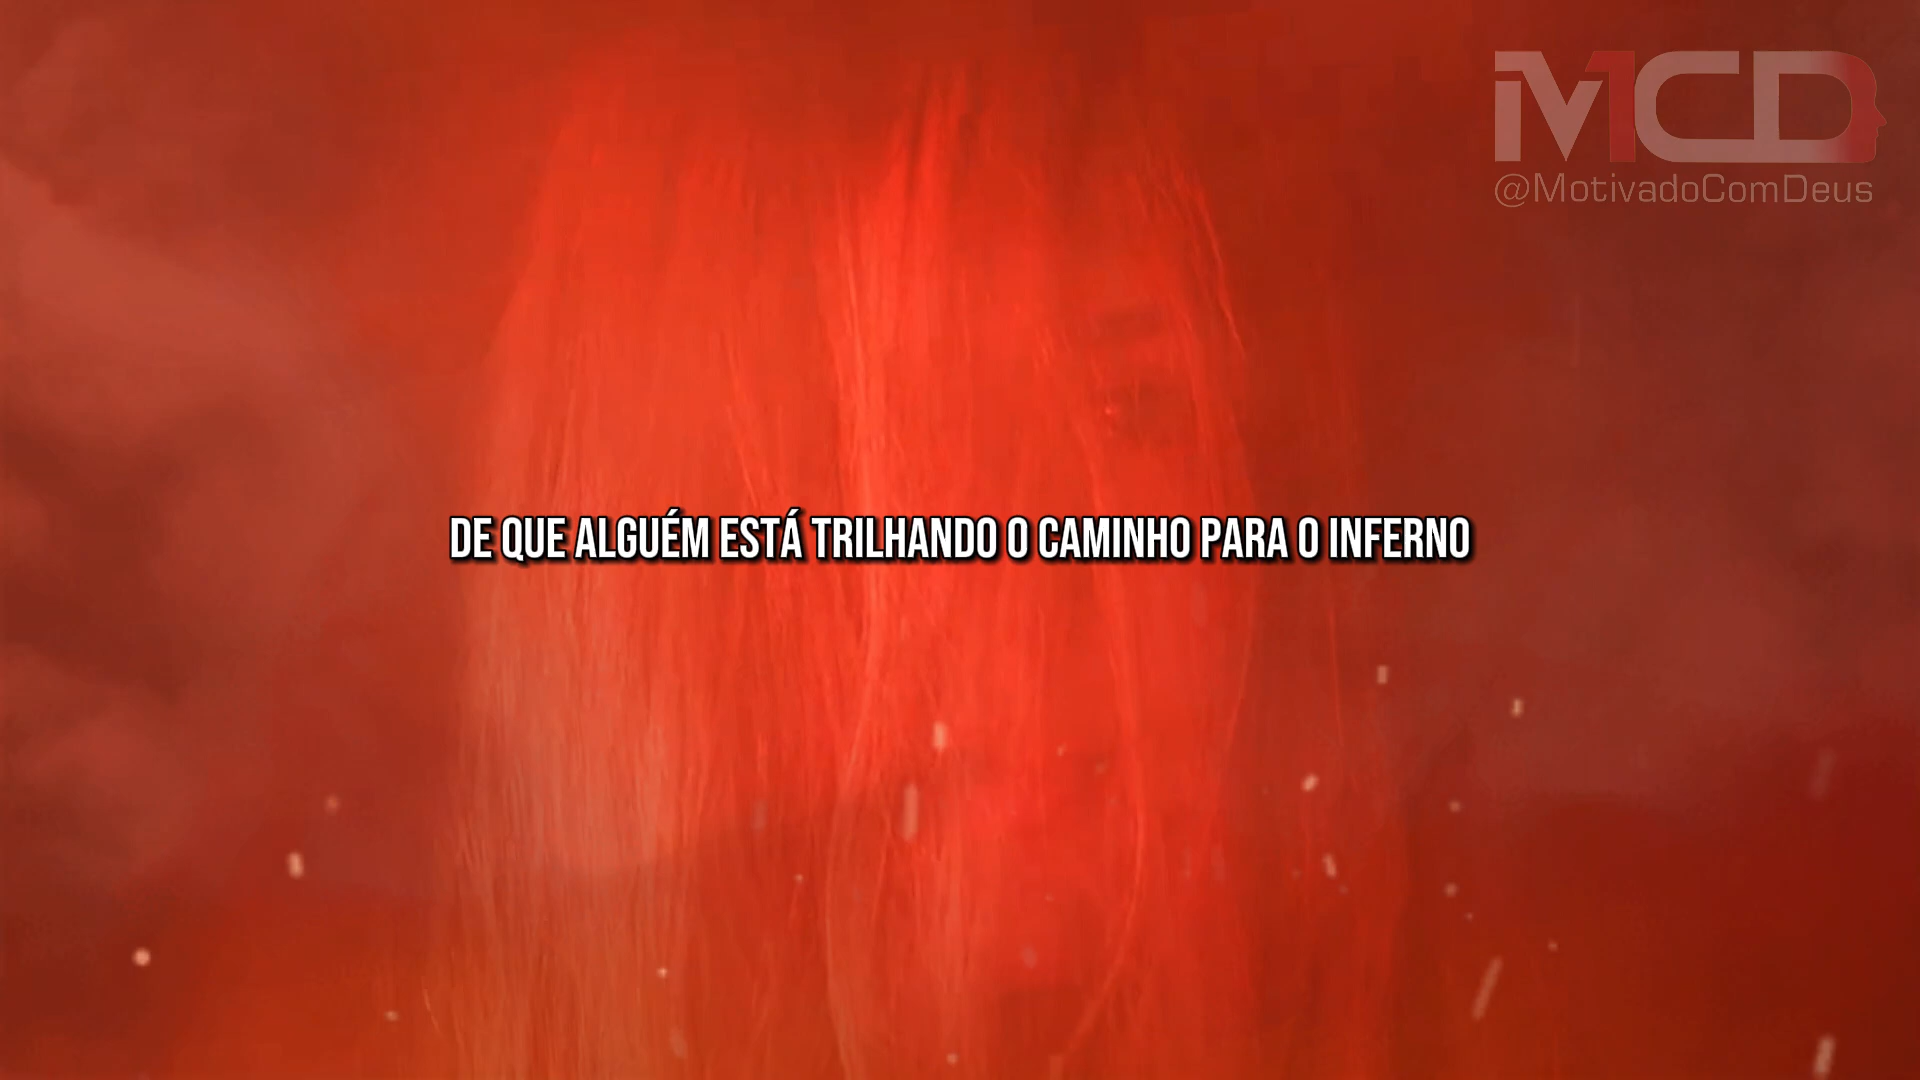 MCD
@MotivadoComDeus
DE QUE ALGUÉM ESTÁ TRILHANDO O CAMINHO PARA O INFERNO